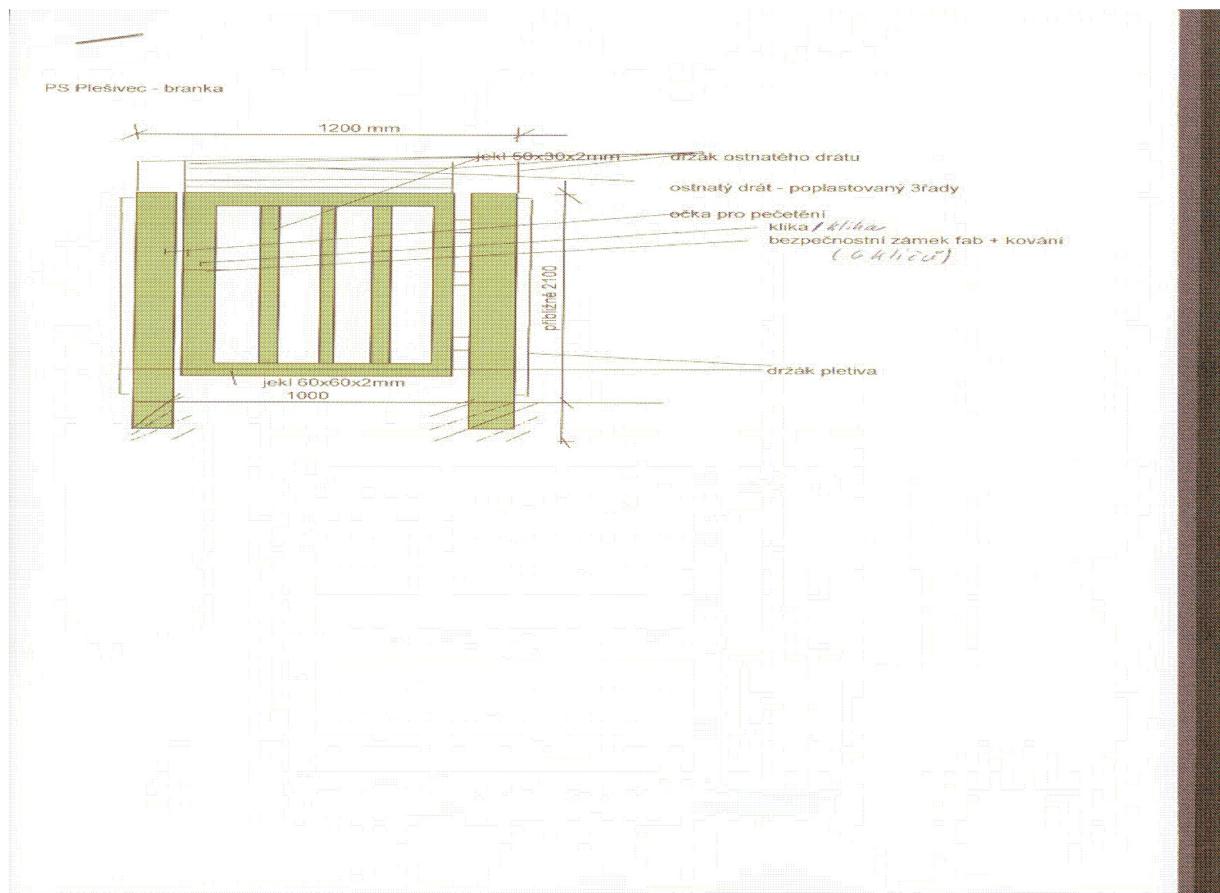 PS Plešivec - branka
1200 mm
jekl 50x30x2mm
držák ostnatého drátu
ostnatý drát - poplastovaný 3řady
očka pro pečetění
klika / klika
bezpečnostní zámek fab + kování
(6 klíčů)
přibližně 2100
držák pletiva
jekl 60x60x2mm
1000